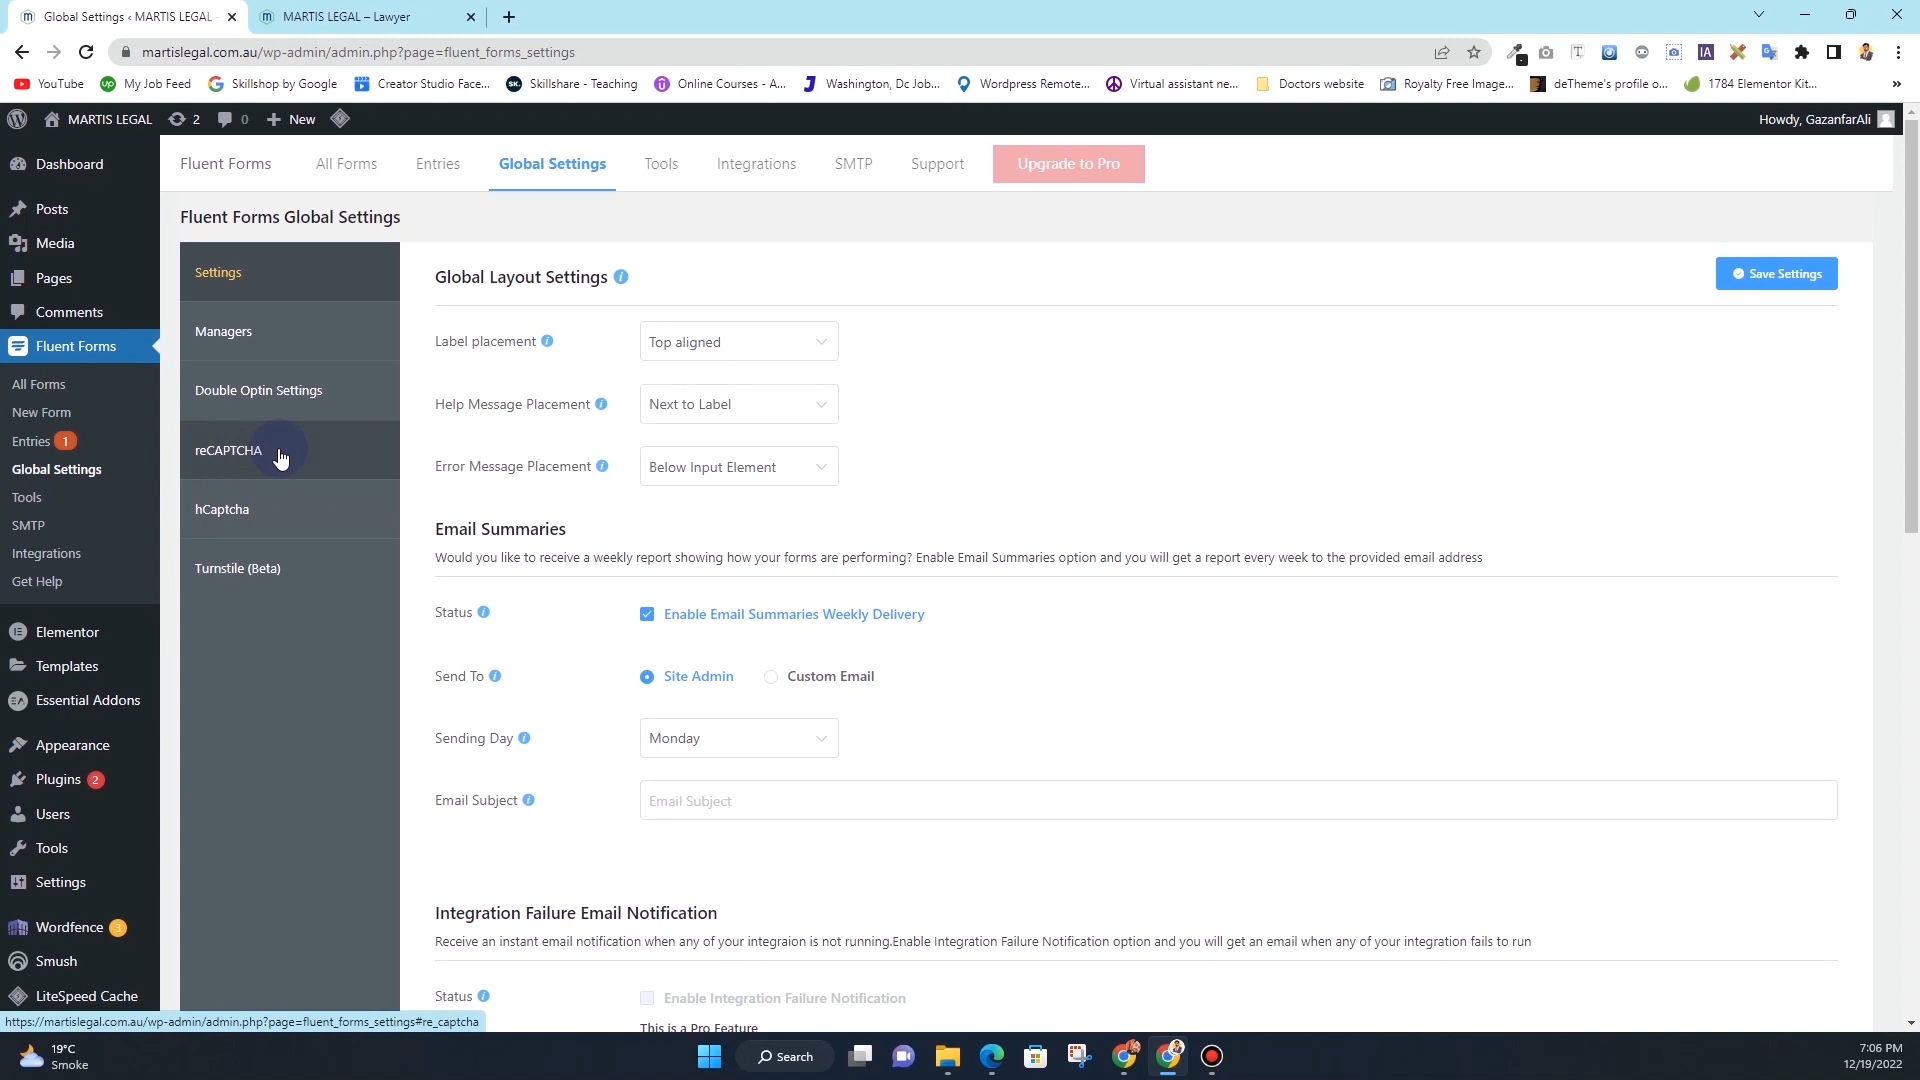 Global Settings ‹ MARTIS LEGAL
MARTIS LEGAL – Lawyer
martislegal.com.au/wp-admin/admin.php?page=fluent_forms_settings
YouTube
My Job Feed
Skillshop by Google
Creator Studio Face...
Skillshare - Teaching
Online Courses - A...
Washington, Dc Job...
Wordpress Remote...
Virtual assistant ne...
Doctors website
Royalty Free Image...
deTheme's profile o...
1784 Elementor Kit...
»
MARTIS LEGAL
2
0
New
Howdy, GazanfarAli
Dashboard
Posts
Media
Pages
Comments
Fluent Forms
All Forms
New Form
Entries 1
Global Settings
Tools
SMTP
Integrations
Get Help
Elementor
Templates
Essential Addons
Appearance
Plugins 2
Users
Tools
Settings
Wordfence 3
Smush
LiteSpeed Cache
Fluent Forms
All Forms
Entries
Global Settings
Tools
Integrations
SMTP
Support
Upgrade to Pro
Fluent Forms Global Settings
Settings
Managers
Double Optin Settings
reCAPTCHA
hCaptcha
Turnstile (Beta)
Global Layout Settings
Save Settings
Label placement
Top aligned
Help Message Placement
Next to Label
Error Message Placement
Below Input Element
Email Summaries
Would you like to receive a weekly report showing how your forms are performing? Enable Email Summaries option and you will get a report every week to the provided email address
Status
Enable Email Summaries Weekly Delivery
Send To
Site Admin
Custom Email
Sending Day
Monday
Email Subject
Email Subject
Integration Failure Email Notification
Receive an instant email notification when any of your integraion is not running.Enable Integration Failure Notification option and you will get an email when any of your integration fails to run
Status
Enable Integration Failure Notification
This is a Pro Feature
https://martislegal.com.au/wp-admin/admin.php?page=fluent_forms_settings#re_captcha
19°C
Smoke
Search
7:06 PM
12/19/2022